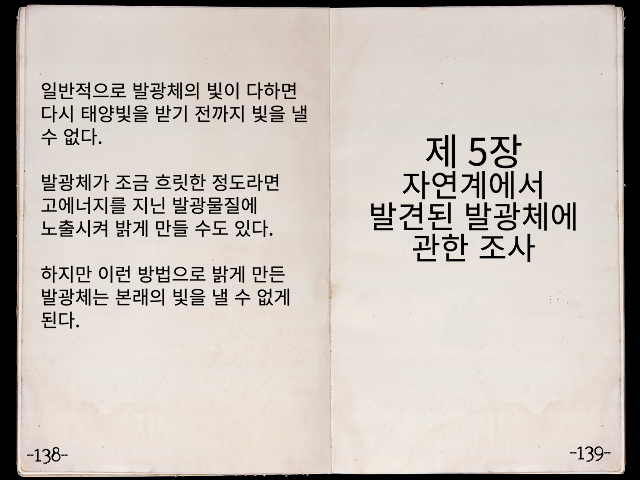 일반적으로 발광체의 빛이 다하면
다시 태양빛을 받기 전까지 빛을 낼
수 없다.
발광체가 조금 흐릿한 정도라면
고에너지를 지닌 발광물질에
노출시켜 밝게 만들 수도 있다.
하지만 이런 방법으로 밝게 만든
발광체는 본래의 빛을 낼 수 없게
된다.
-138-
제 5장
자연계에서
발견된 발광체에
관한 조사
-139-